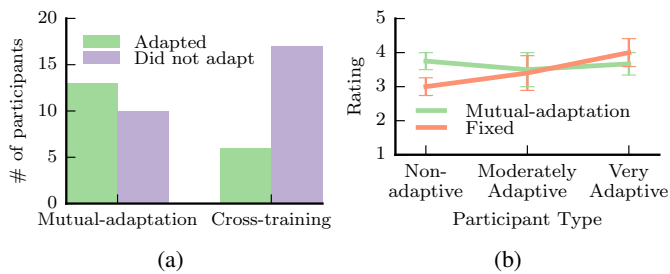 20
15
10
5
0
# of participants
Adapted
Did not adapt
Mutual-adaptation
Cross-training
(a)
5
4
3
2
1
Rating
Mutual-adaptation
Fixed
Non-
adaptive
Moderately
Adaptive
Very
Adaptive
Participant Type
(b)